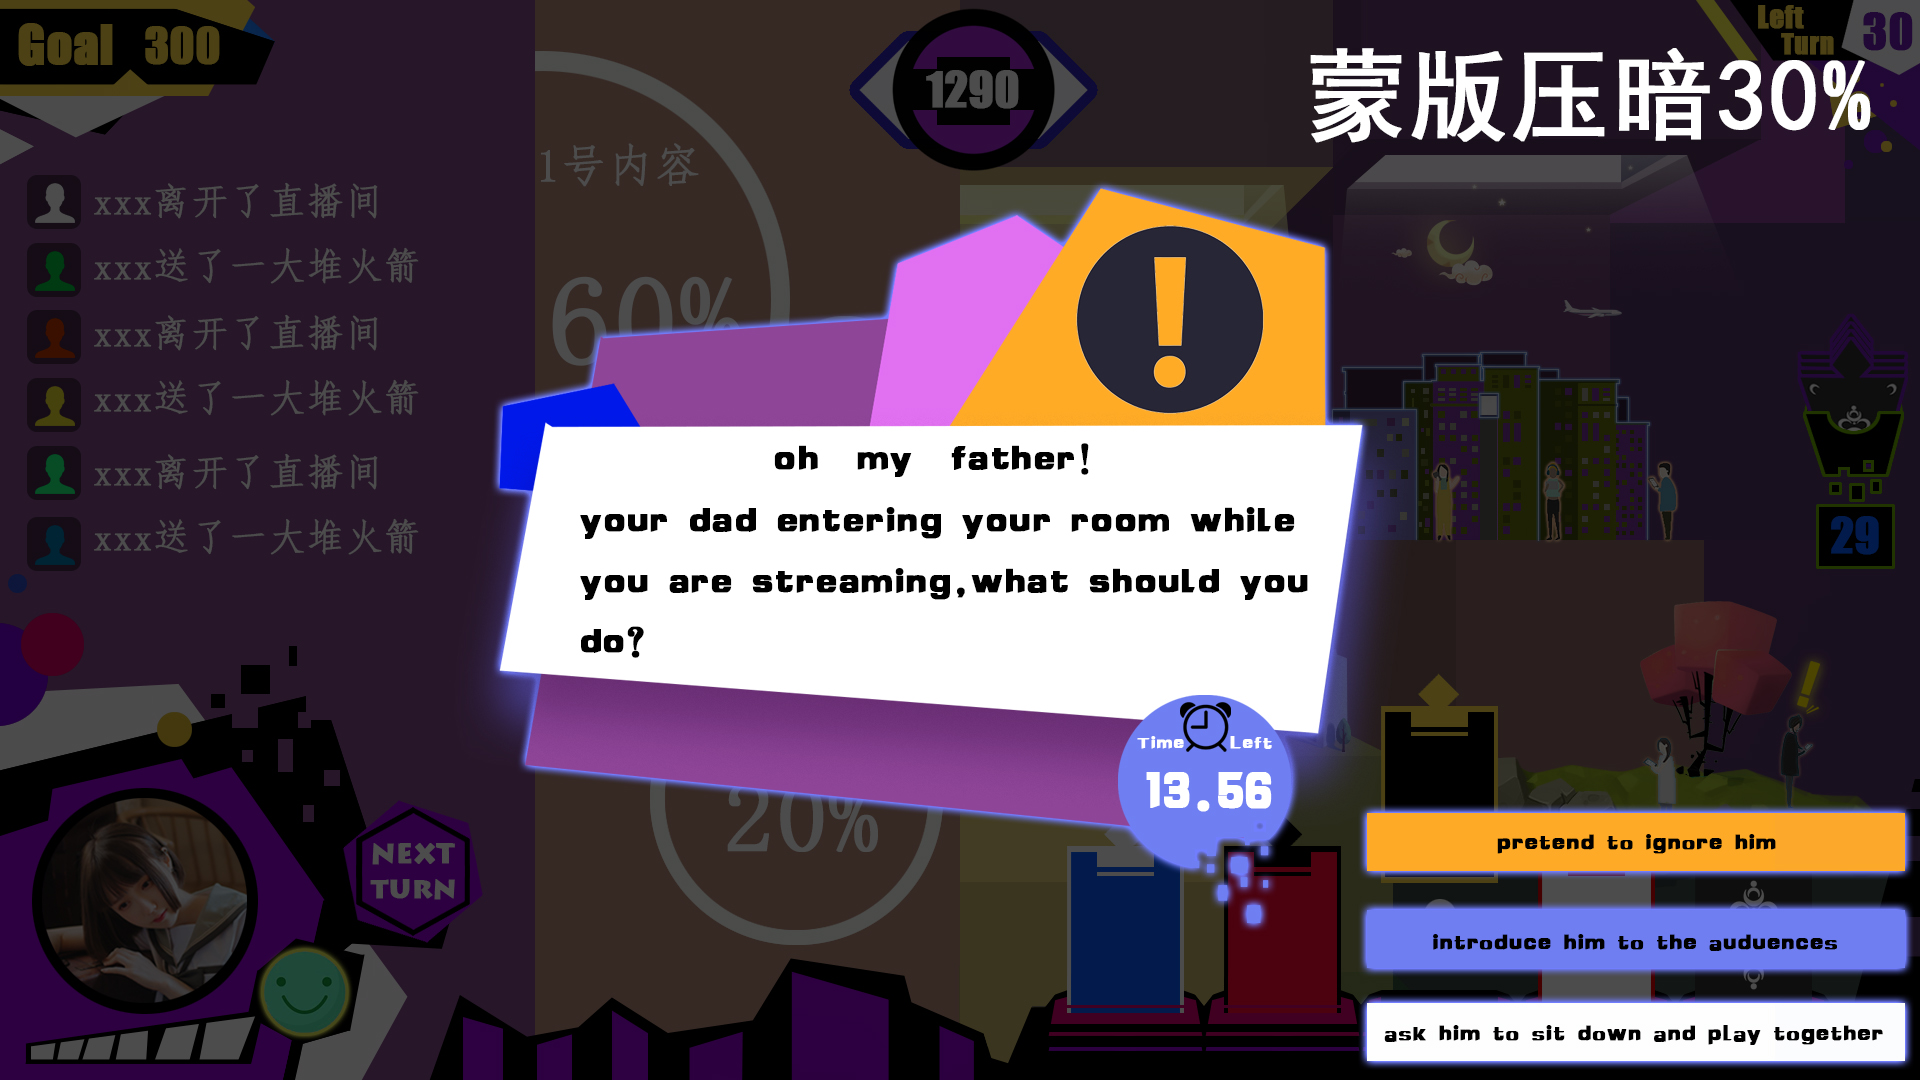 Goal 300
1290
Left
Turn
30
蒙版压暗30%
1号内容
60%
xxx离开了直播间
xxx送了一大堆火箭
xxx离开了直播间
xxx送了一大堆火箭
xxx离开了直播间
xxx送了一大堆火箭
oh my father!
your dad entering your room while
you are streaming,what should you
do?
29
Time Left
13.56
20%
NEXT
TURN
pretend to ignore him
introduce him to the auduences
ask him to sit down and play together